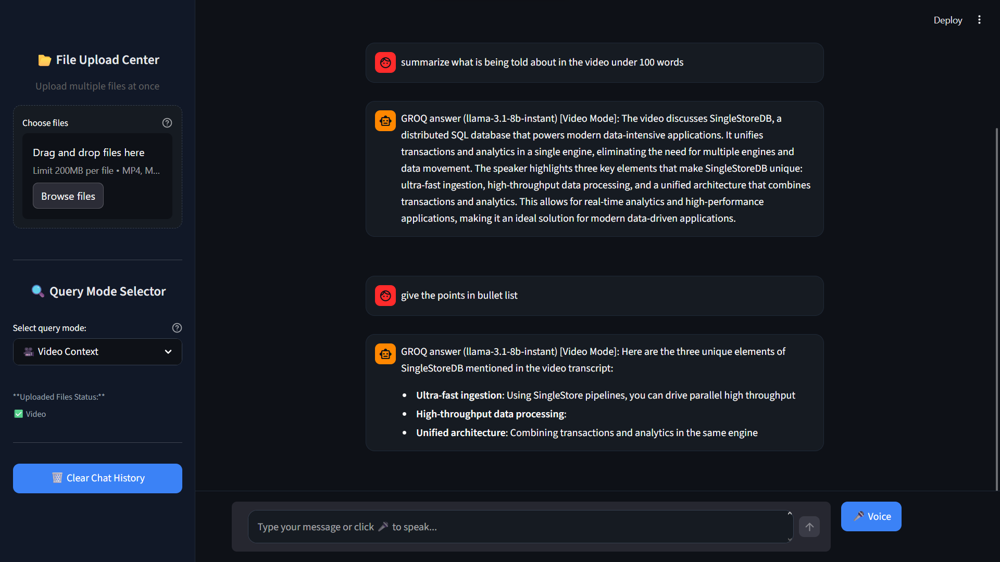 Deploy
File Upload Center
Upload multiple files at once
Choose files
Drag and drop files here
Limit 200MB per file • MP4, M...
Browse files
Query Mode Selector
Select query mode:
Video Context
**Uploaded Files Status:**
Video
Clear Chat History
summarize what is being told about in the video under 100 words
GROQ answer (llama-3.1-8b-instant) [Video Mode]: The video discusses SingleStoreDB, a
distributed SQL database that powers modern data-intensive applications. It unifies
transactions and analytics in a single engine, eliminating the need for multiple engines and
data movement. The speaker highlights three key elements that make SingleStoreDB unique:
ultra-fast ingestion, high-throughput data processing, and a unified architecture that combines
transactions and analytics. This allows for real-time analytics and high-performance
applications, making it an ideal solution for modern data-driven applications.
give the points in bullet list
GROQ answer (llama-3.1-8b-instant) [Video Mode]: Here are the three unique elements of
SingleStoreDB mentioned in the video transcript:
• Ultra-fast ingestion: Using SingleStore pipelines, you can drive parallel high throughput
• High-throughput data processing:
• Unified architecture: Combining transactions and analytics in the same engine
Type your message or click 🎤 to speak...
Voice